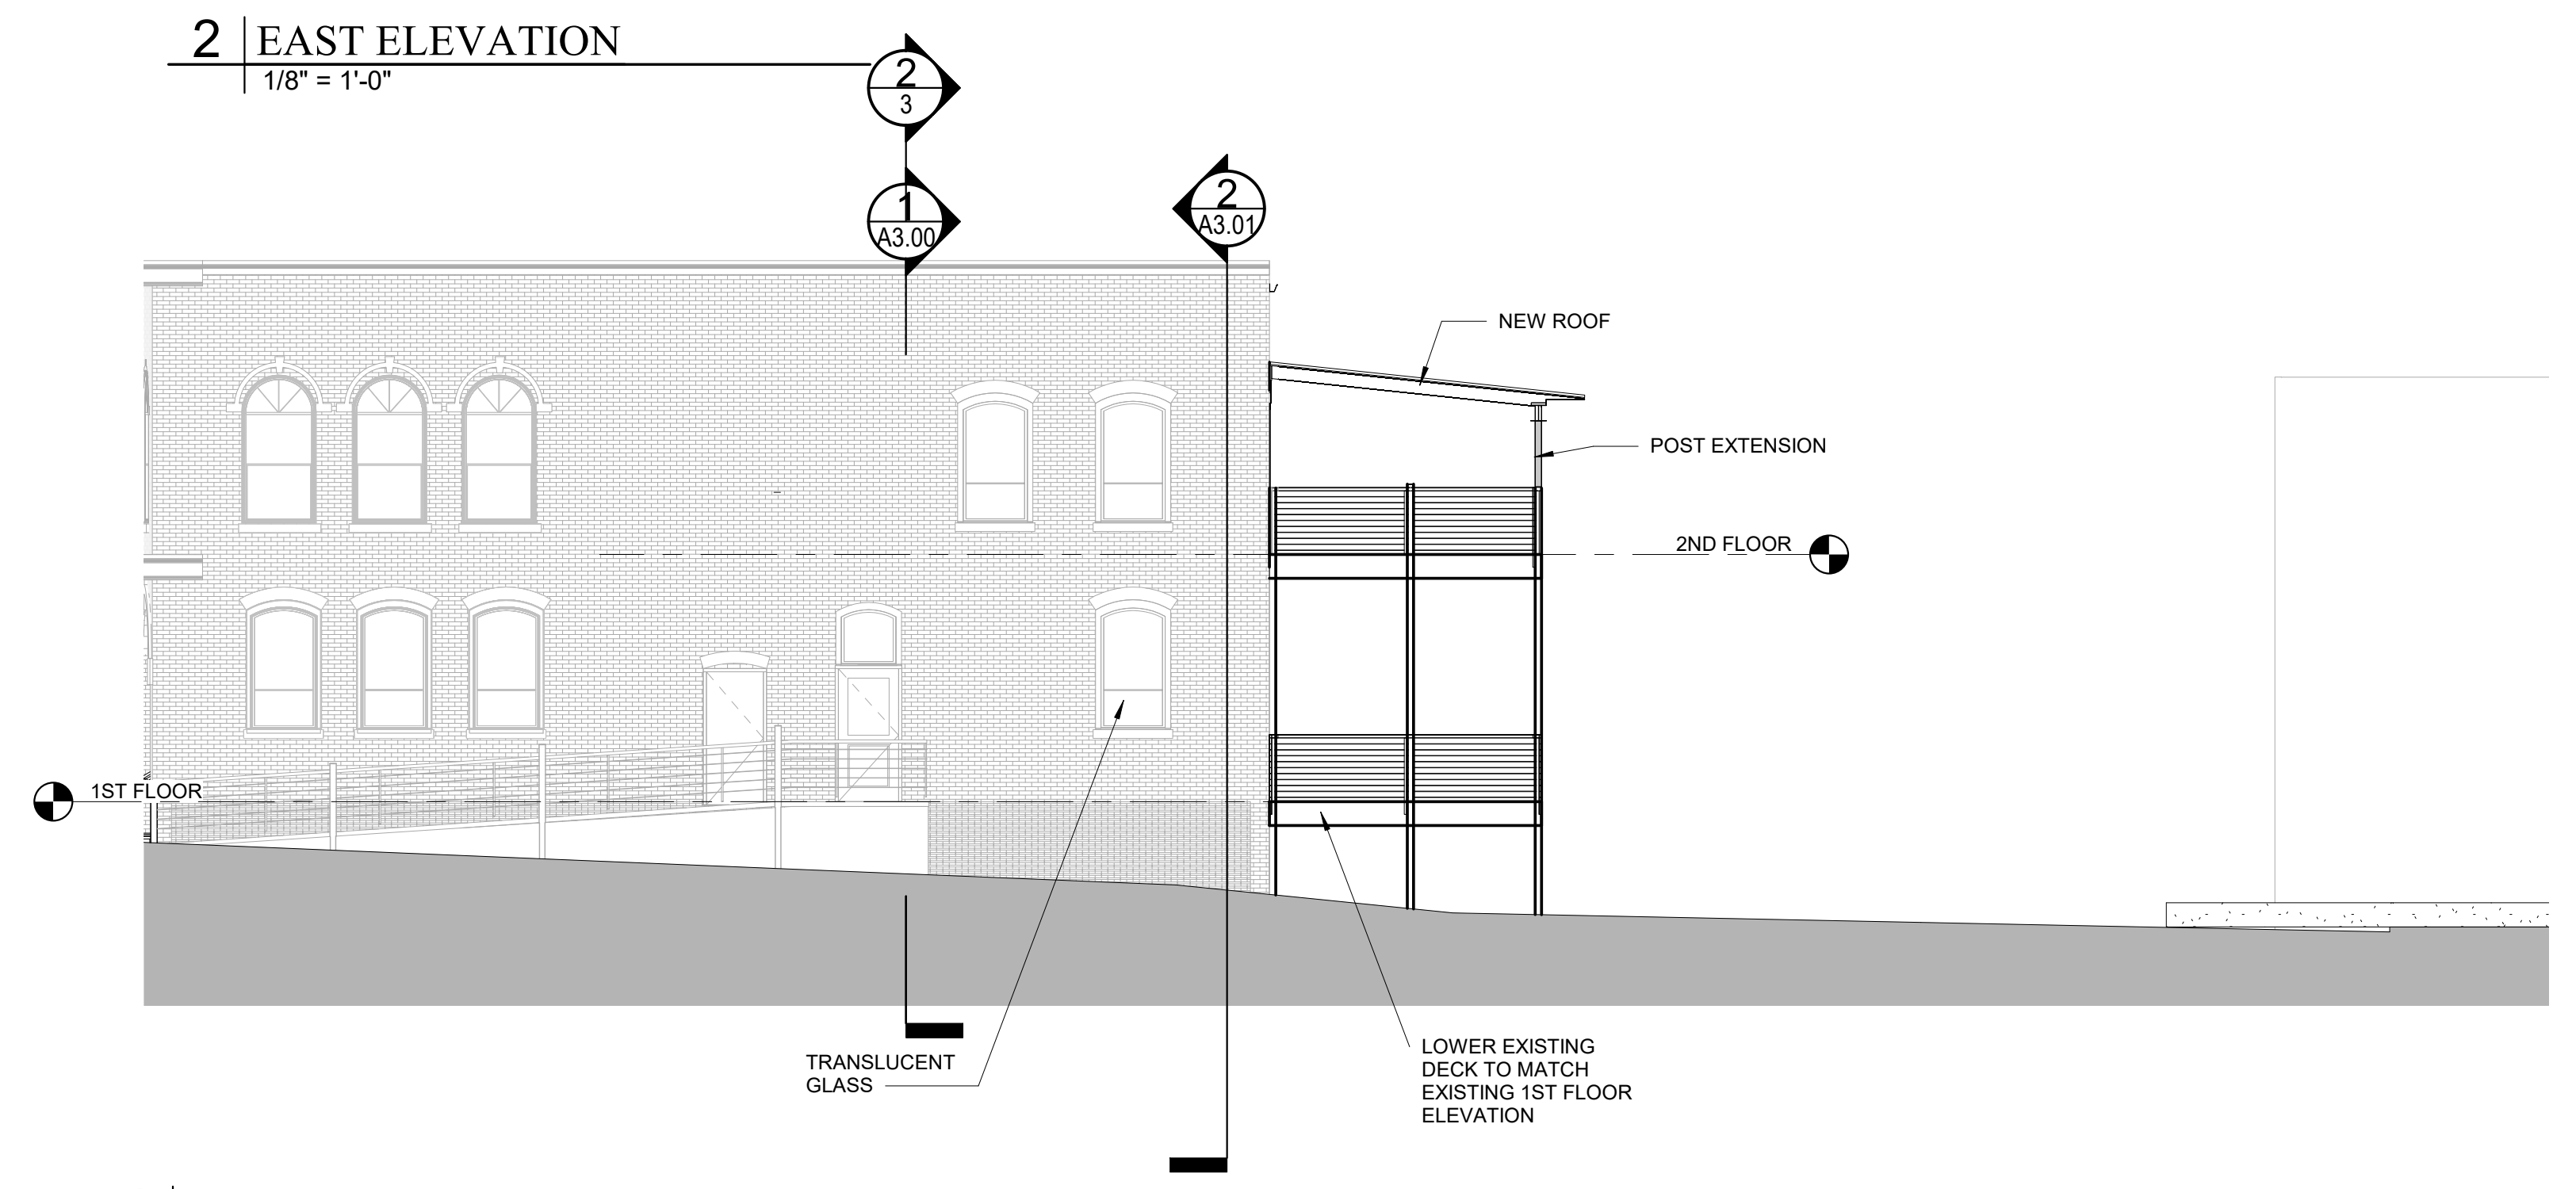 2
EAST ELEVATION
1/8" = 1'-0"
2
3
1
A3.00
2
A3.01
NEW ROOF
POST EXTENSION
2ND FLOOR
1ST FLOOR
TRANSLUCENT
GLASS
LOWER EXISTING
DECK TO MATCH
EXISTING 1ST FLOOR
ELEVATION